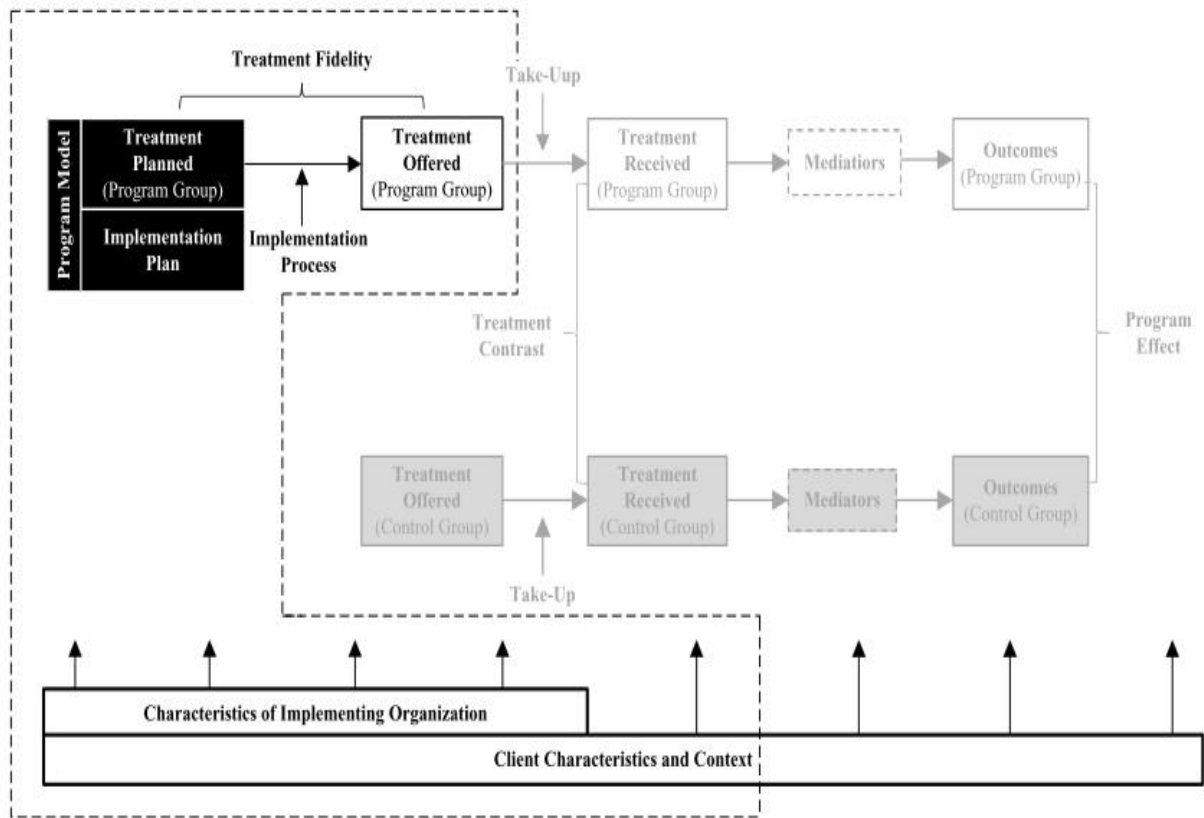 Treatment Fidelity
Take-Uup
Program Model
Treatment
Planned
(Program Group)
Implementation
Plan
Implementation
Process
Treatment
Offered
(Program Group)
Treatment
Received
(Program Group)
Mediatiors
Outcomes
(Program Group)
Treatment
Contrast
Program
Effect
Treatment
Offered
(Control Group)
Treatment
Received
(Control Group)
Mediators
Outcomes
(Control Group)
Take-Up
Characteristics of Implementing Organization
Client Characteristics and Context